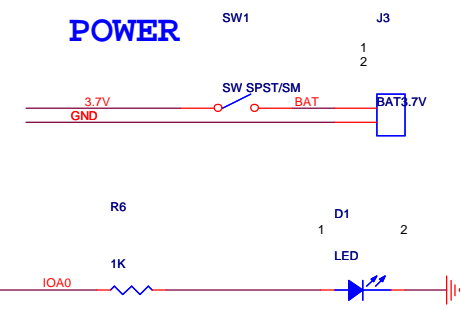 POWER
SW1
J3
1
2
SW SPST/SM
3.7V
BAT
BAT3.7V
GND
R6
D1
1
2
LED
1K
IOA0